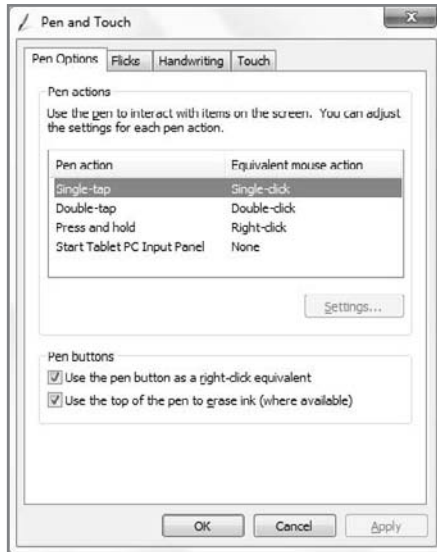 Pen and Touch
Pen Options Flicks Handwriting Touch
Pen actions
Use the pen to interact with items on the screen. You can adjust
the settings for each pen action.
Pen action Equivalent mouse action
Single-tap Single-click
Double-tap Double-click
Press and hold Right-click
Start Tablet PC Input Panel None
Settings...
Pen buttons
Use the pen button as a right-click equivalent
Use the top of the pen to erase ink (where available)
OK Cancel Apply